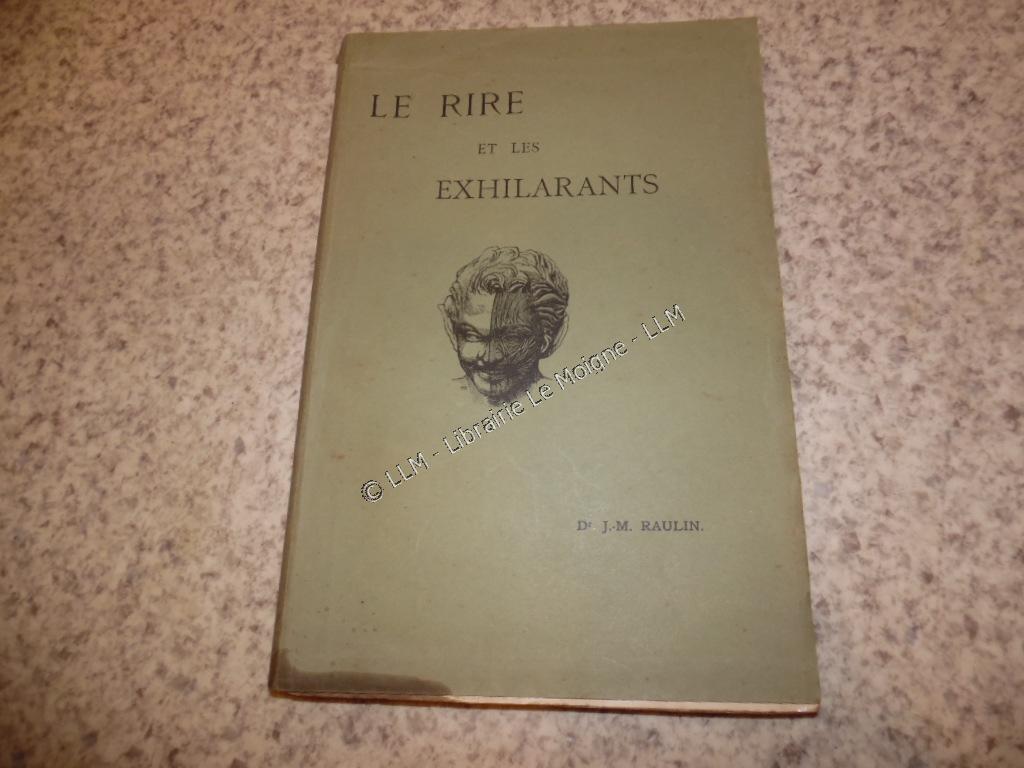 LE RIRE
ET LES
EXHILARANTS
© LLM - Librairie Le Moigne - LLM
Dr J.-M. RAULIN.